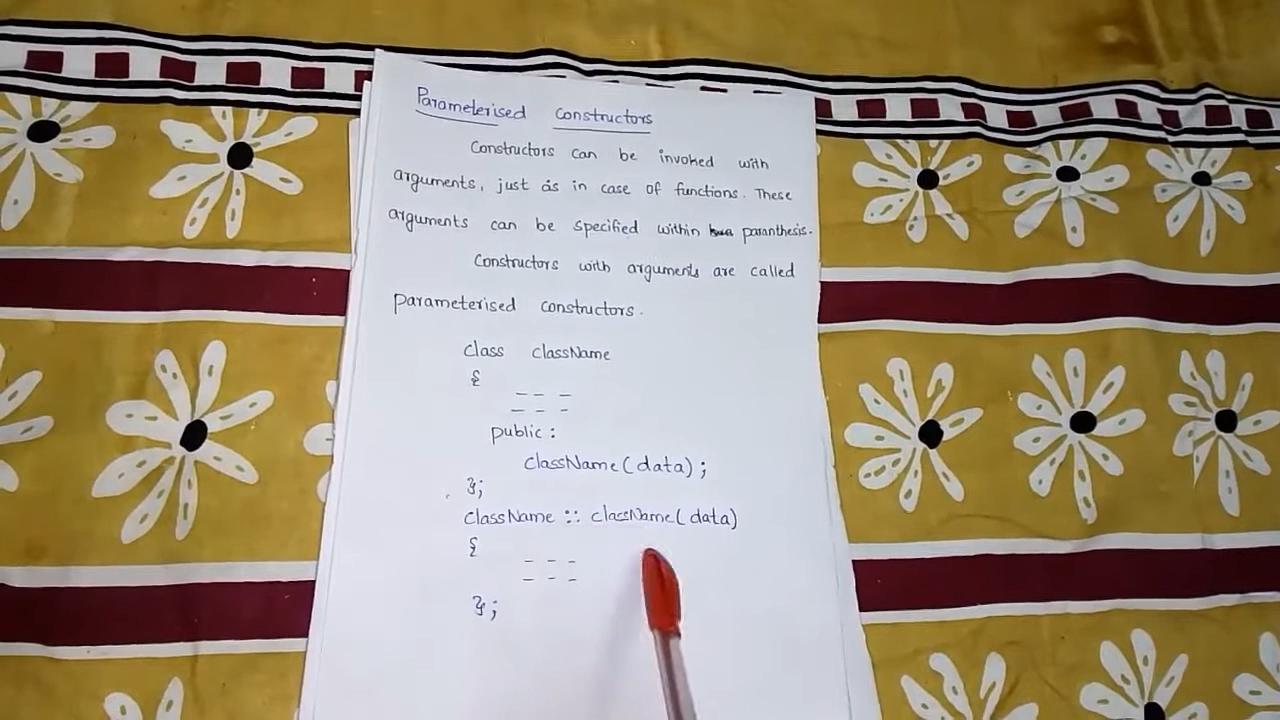 Parameterised Constructors
Constructors can be invoked with
arguments, just as in case of functions. These
arguments can be specified within paranthesis.
Constructors with arguments are called
parameterised constructors.
class className
{
-- -
- - -
public:
className(data);
};
className :: className(data)
{
- - -
- - -
};